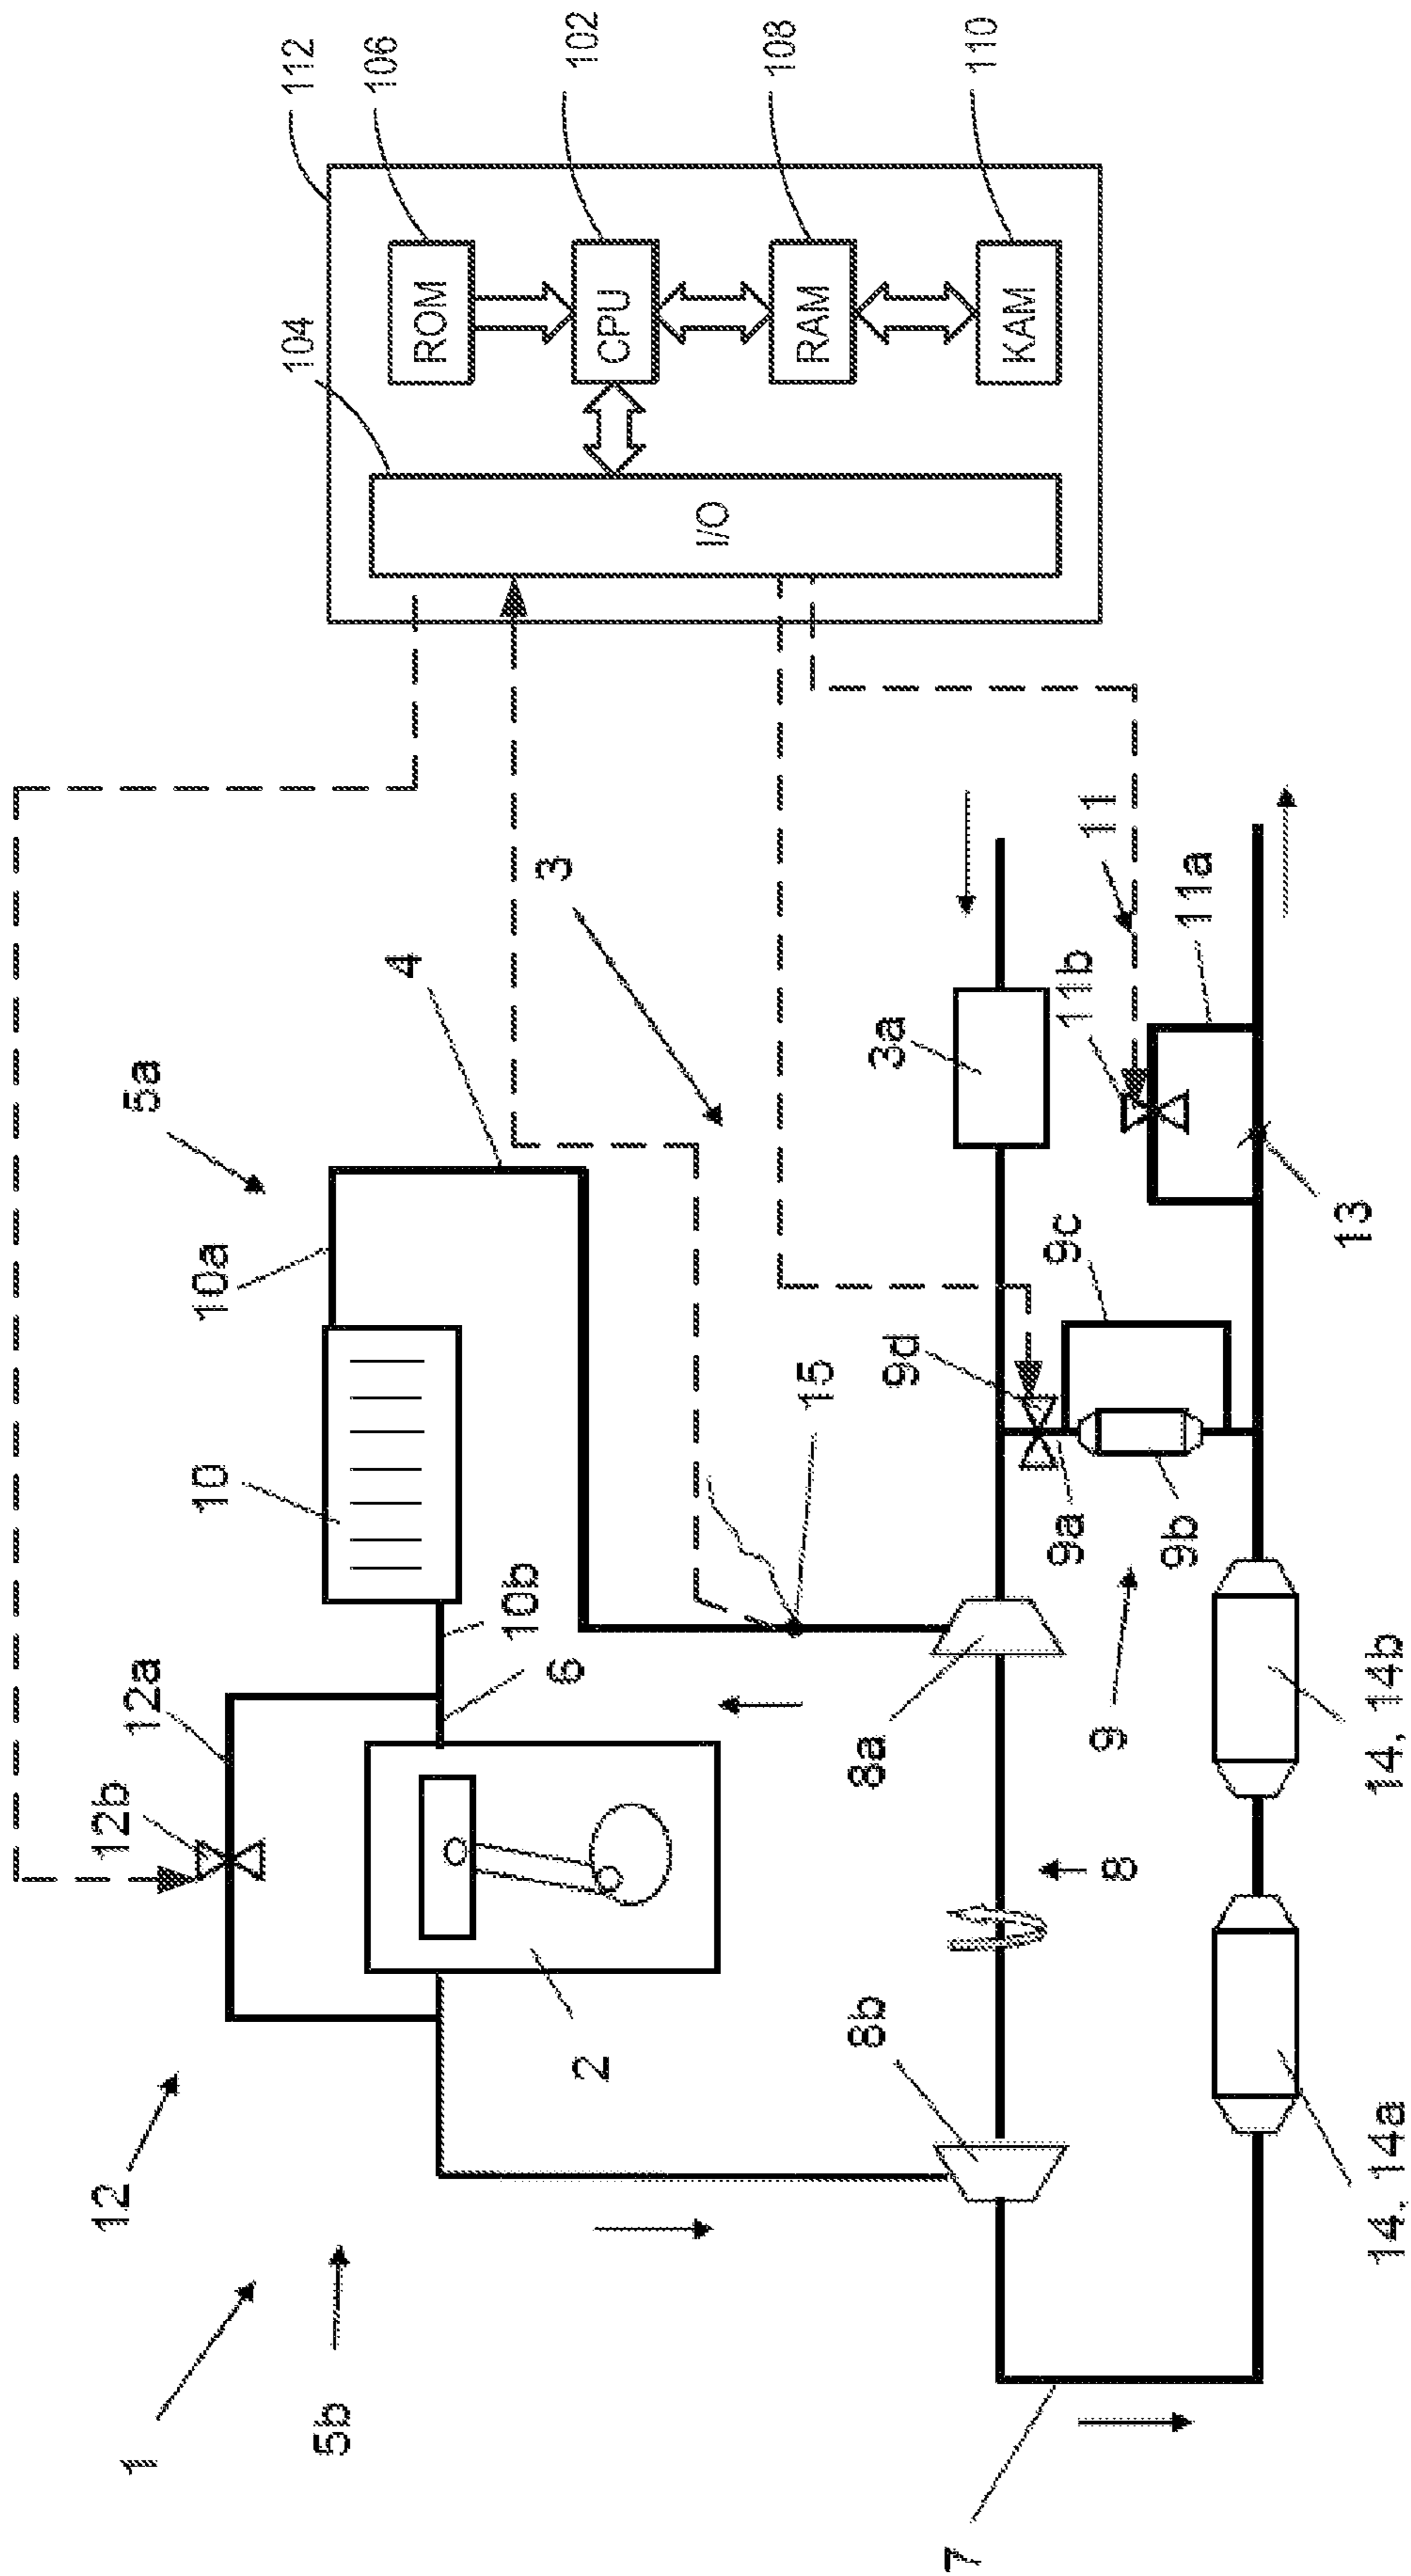 112
106
102
108
110
104
ROM
CPU
RAM
KAM
I/O
3
4
5a
10a
10
10b
6
12a
12b
12
1
5b
2
11
11a
11b
3a
13
9c
9d
15
9a
9b
9
8a
8
8b
14, 14b
14, 14a
7